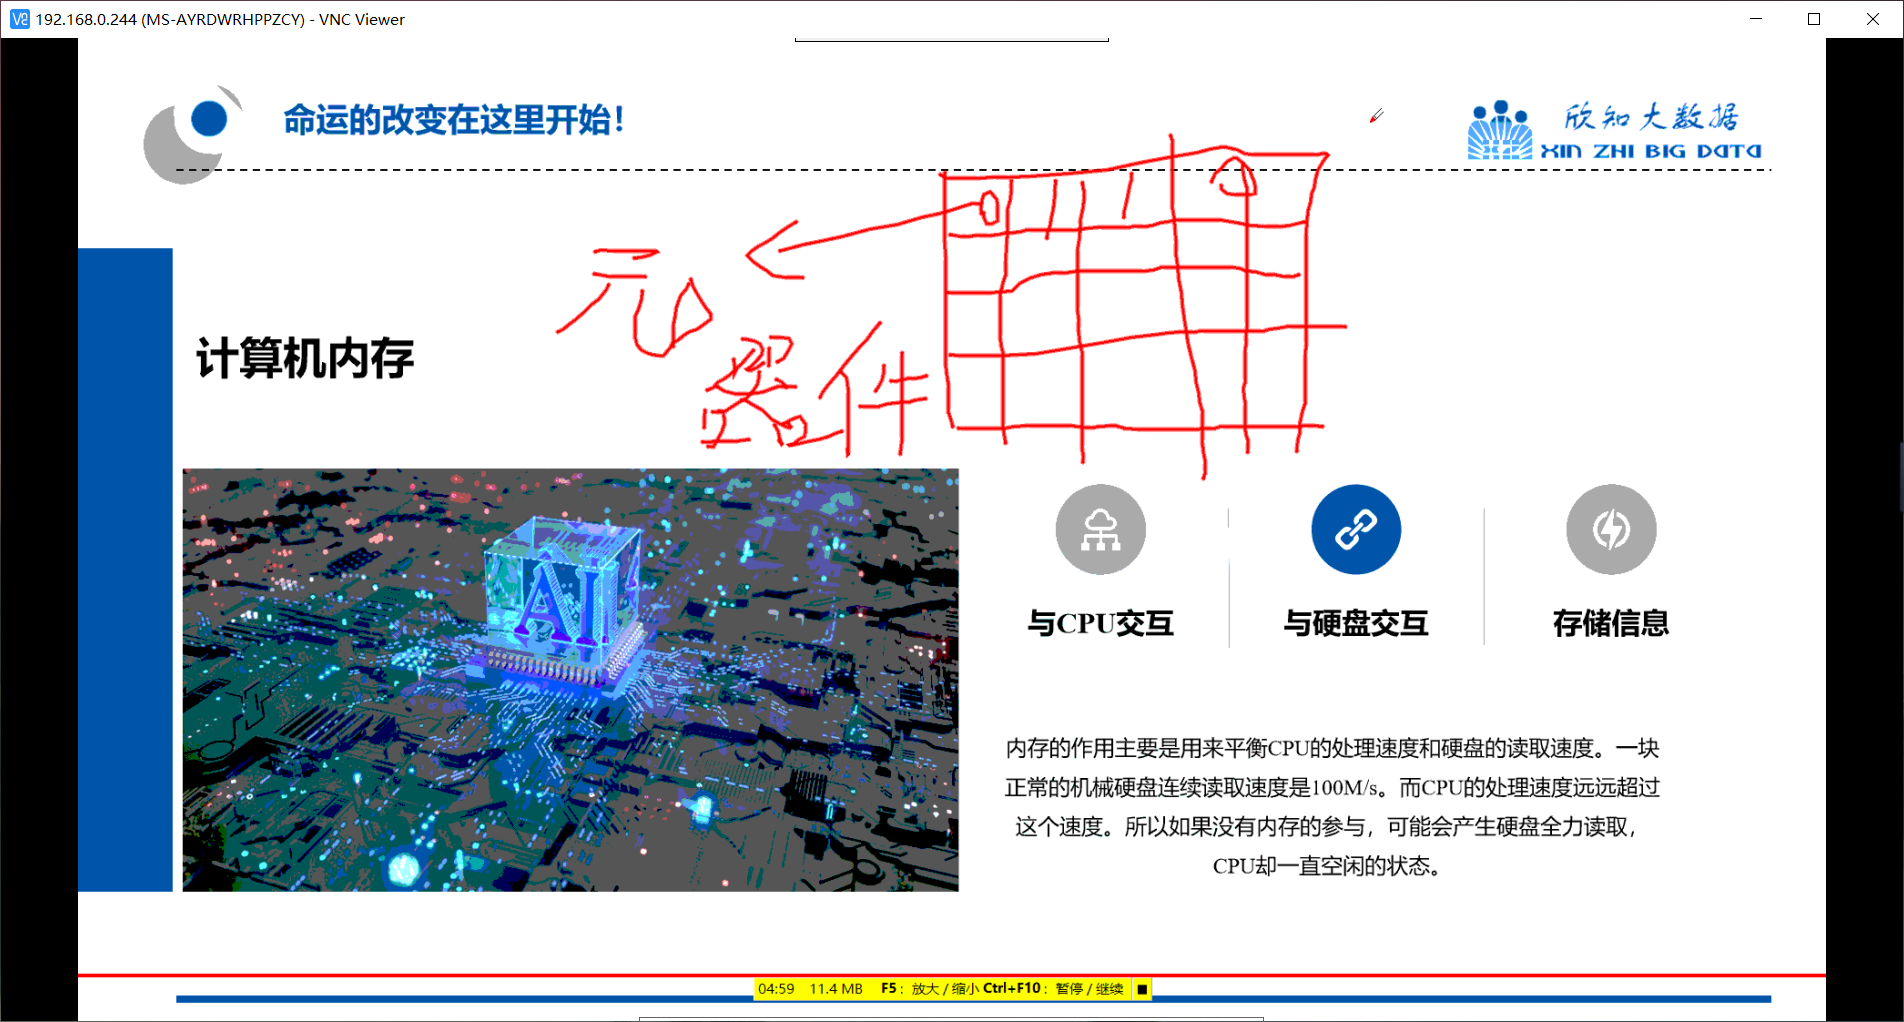 192.168.0.244 (MS-AYRDWRHPPZCY) - VNC Viewer
命运的改变在这里开始！
欣知大数据
XIN ZHI BIG DATA
0 1 1 1 0
元
器件
计算机内存
AI
与CPU交互
与硬盘交互
存储信息
内存的作用主要是用来平衡CPU的处理速度和硬盘的读取速度。一块
正常的机械硬盘连续读取速度是100M/s。而CPU的处理速度远远超过
这个速度。所以如果没有内存的参与，可能会产生硬盘全力读取，
CPU却一直空闲的状态。
04:59 11.4 MB F5：放大 / 缩小 Ctrl+F10：暂停 / 继续